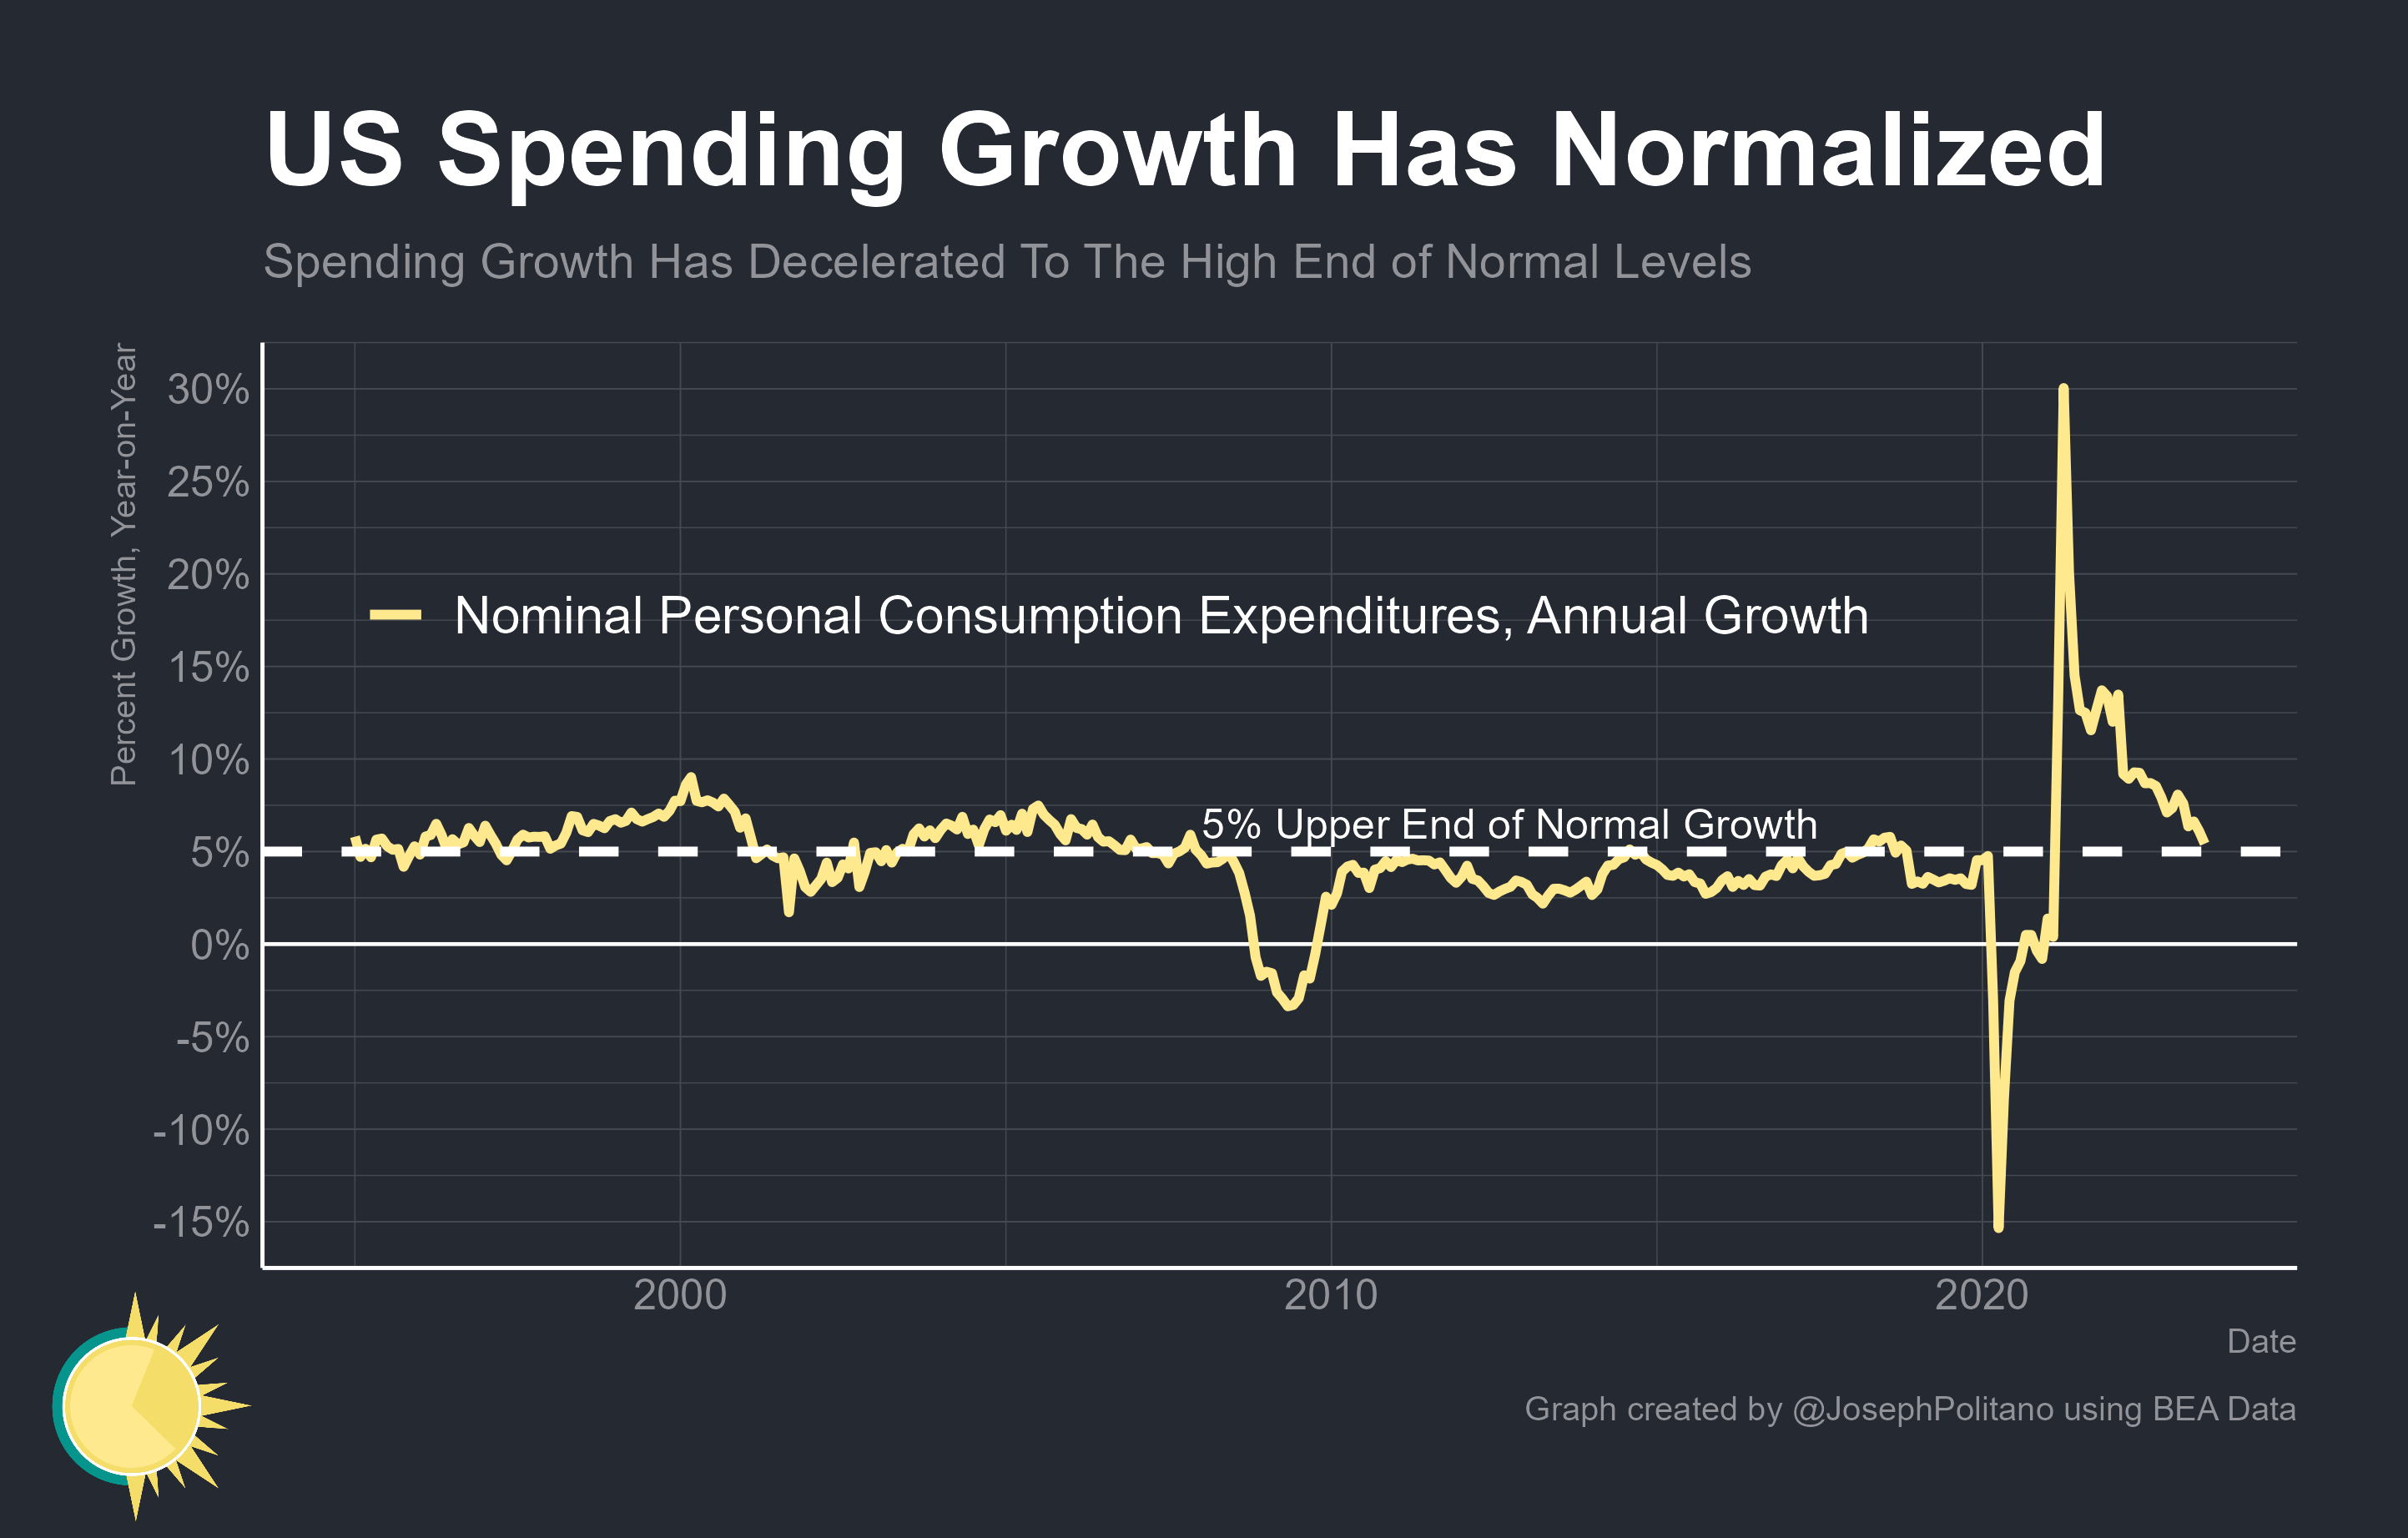 US Spending Growth Has Normalized
Spending Growth Has Decelerated To The High End of Normal Levels
Percent Growth, Year-on-Year
30%
25%
20%
15%
10%
5%
0%
-5%
-10%
-15%
Nominal Personal Consumption Expenditures, Annual Growth
5% Upper End of Normal Growth
2000
2010
2020
Date
Graph created by @JosephPolitano using BEA Data